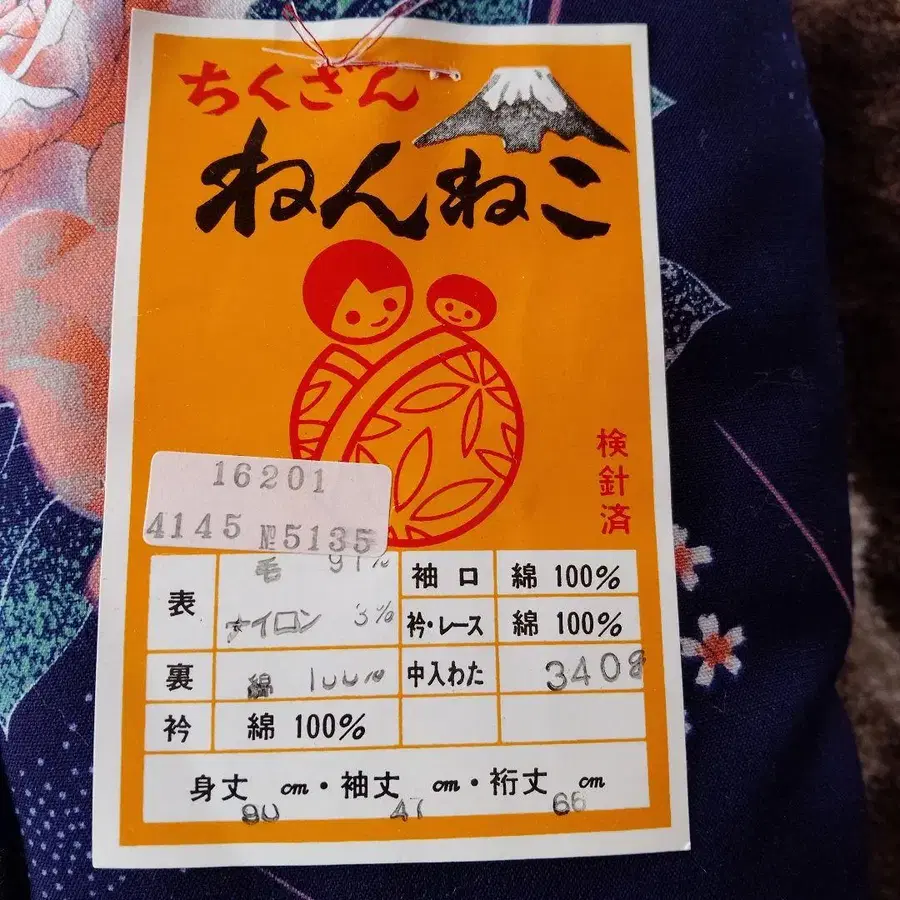 ちくざん
ねんねこ
検針済
16201
4145 №5135
表 毛 97% 袖口 綿 100%
ナイロン 3% 衿・レース 綿 100%
裏 綿 100% 中入わた 340g
衿 綿 100%
身丈 80 cm・袖丈 47 cm・裄丈 66 cm